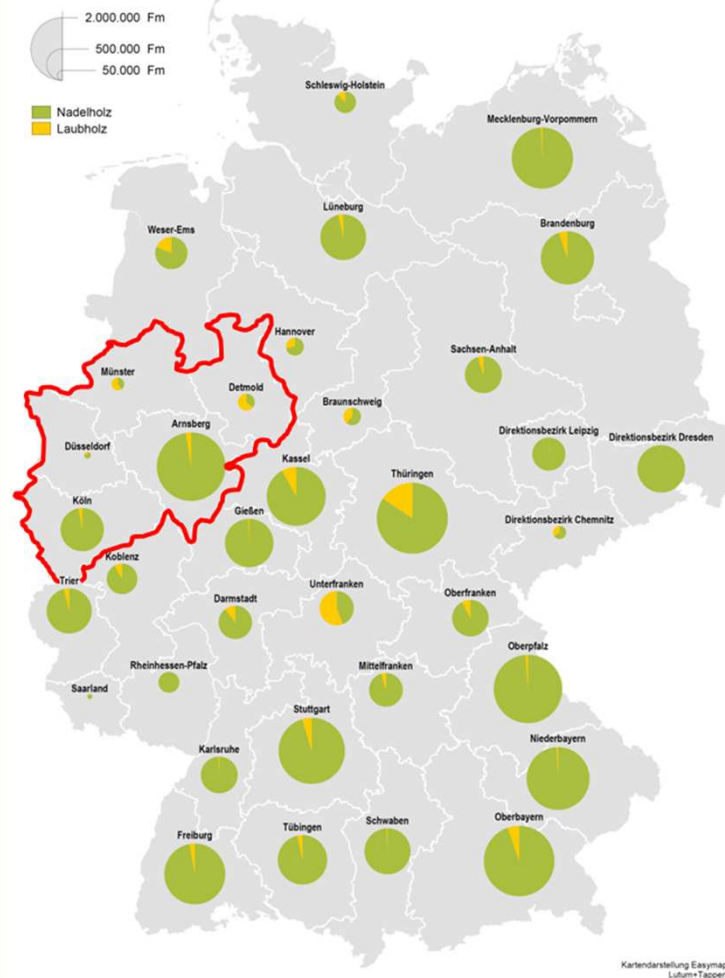 2.000.000 Fm
500.000 Fm
50.000 Fm
Nadelholz
Laubholz
Schleswig-Holstein
Mecklenburg-Vorpommern
Lüneburg
Brandenburg
Weser-Ems
Hannover
Sachsen-Anhalt
Münster
Detmold
Braunschweig
Arnsberg
Düsseldorf
Direktionsbezirk Leipzig
Direktionsbezirk Dresden
Kassel
Thüringen
Köln
Gießen
Direktionsbezirk Chemnitz
Koblenz
Trier
Unterfranken
Oberfranken
Darmstadt
Oberpfalz
Rheinhessen-Pfalz
Mittelfranken
Saarland
Stuttgart
Niederbayern
Karlsruhe
Oberbayern
Schwaben
Tübingen
Freiburg
Kartendarstellung Easymap
Lutum+Tappert